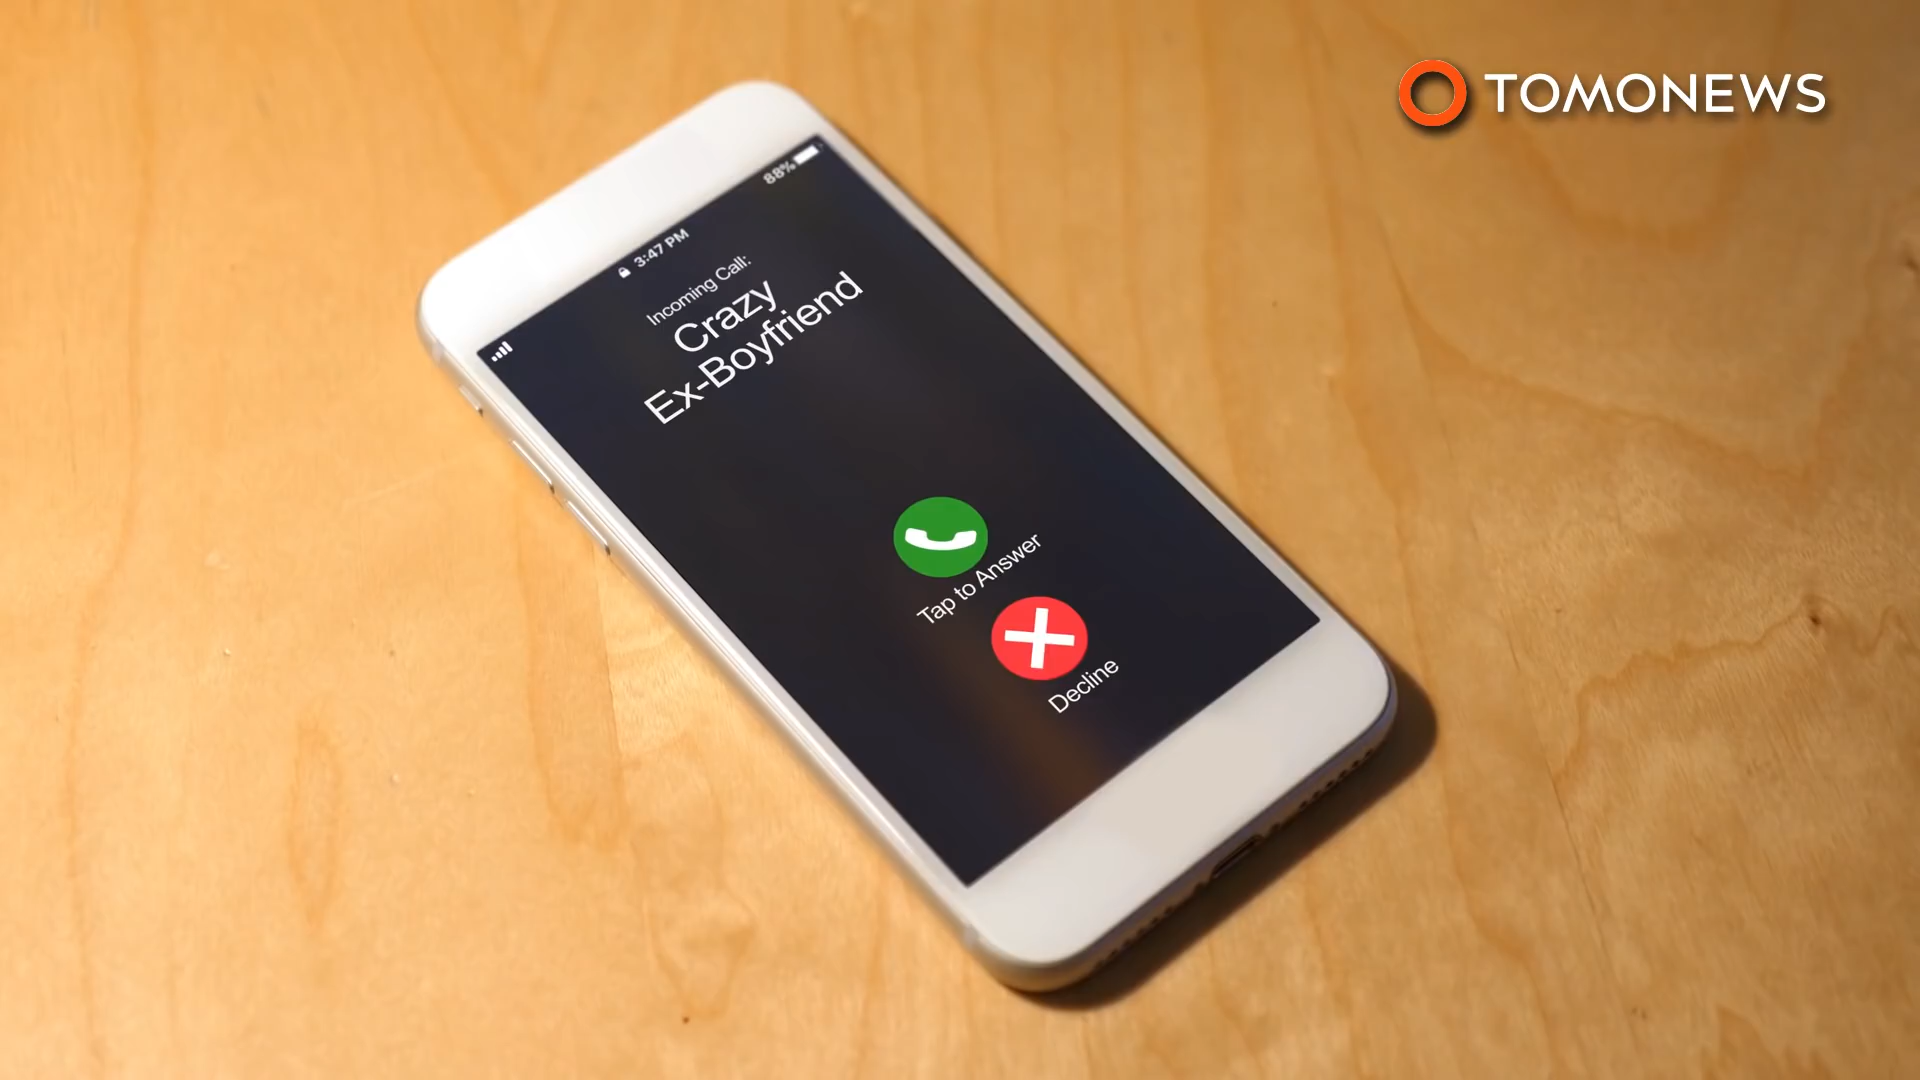 TOMONEWS
88%
3:47 PM
Incoming Call:
Crazy
Ex-Boyfriend
Tap to Answer
Decline